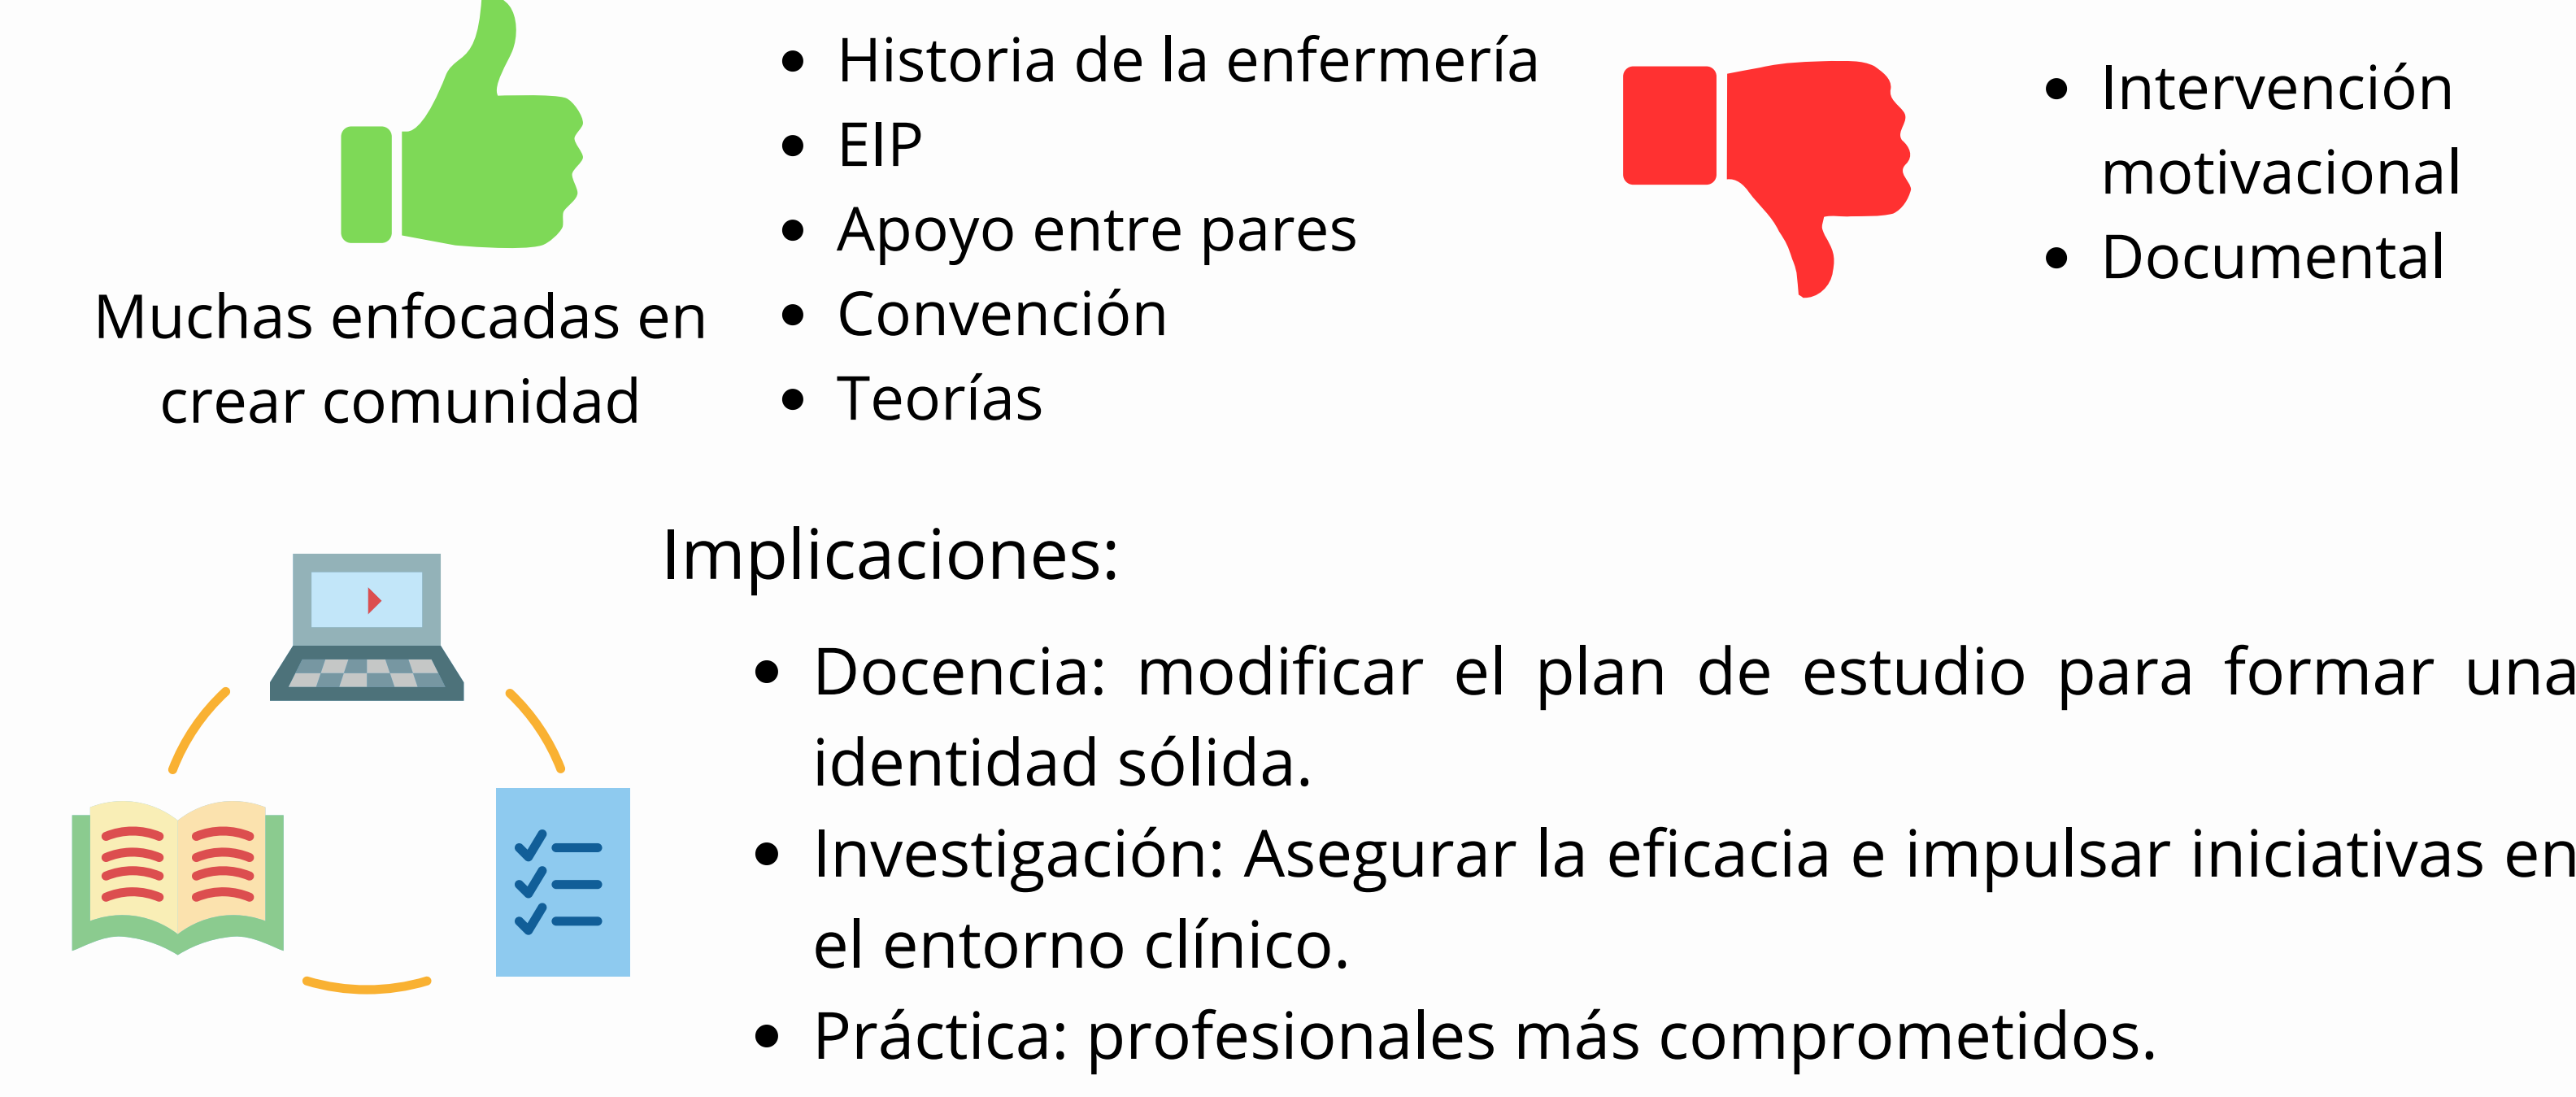 Muchas enfocadas en
crear comunidad
Historia de la enfermería
EIP
Apoyo entre pares
Convención
Teorías
Intervención
motivacional
Documental
Implicaciones:
Docencia: modificar el plan de estudio para formar una
identidad sólida.
Investigación: Asegurar la eficacia e impulsar iniciativas en
el entorno clínico.
Práctica: profesionales más comprometidos.